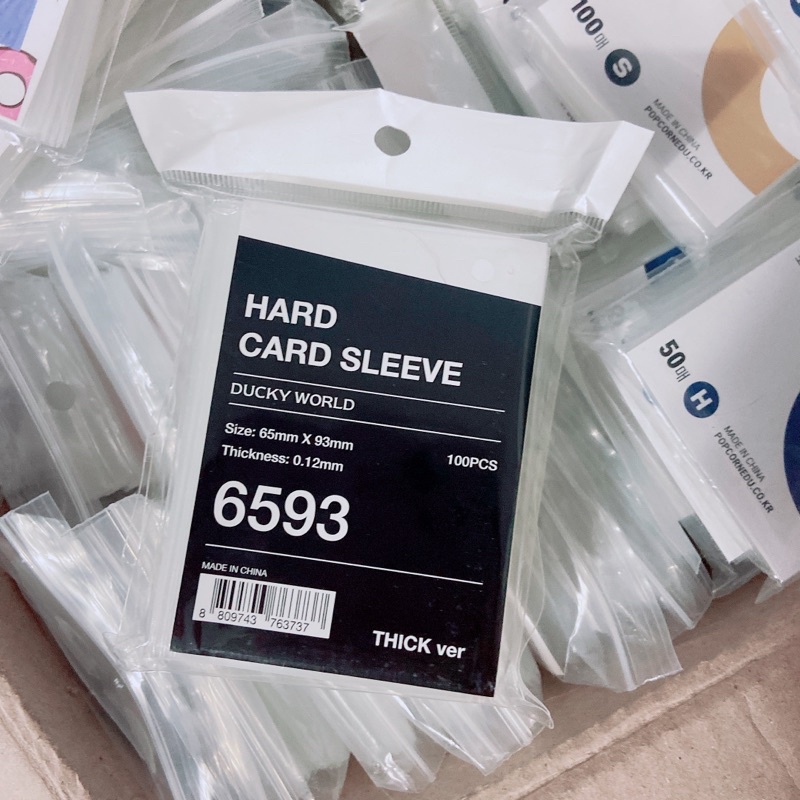 HARD
CARD SLEEVE
DUCKY WORLD
Size: 65mm X 93mm
Thickness: 0.12mm
100PCS
6593
MADE IN CHINA
8 809743 763737
THICK ver
100매
S
MADE IN CHINA
POPCORNEDU.CO.KR
50매
H
MADE IN CHINA
POPCORNEDU.CO.KR